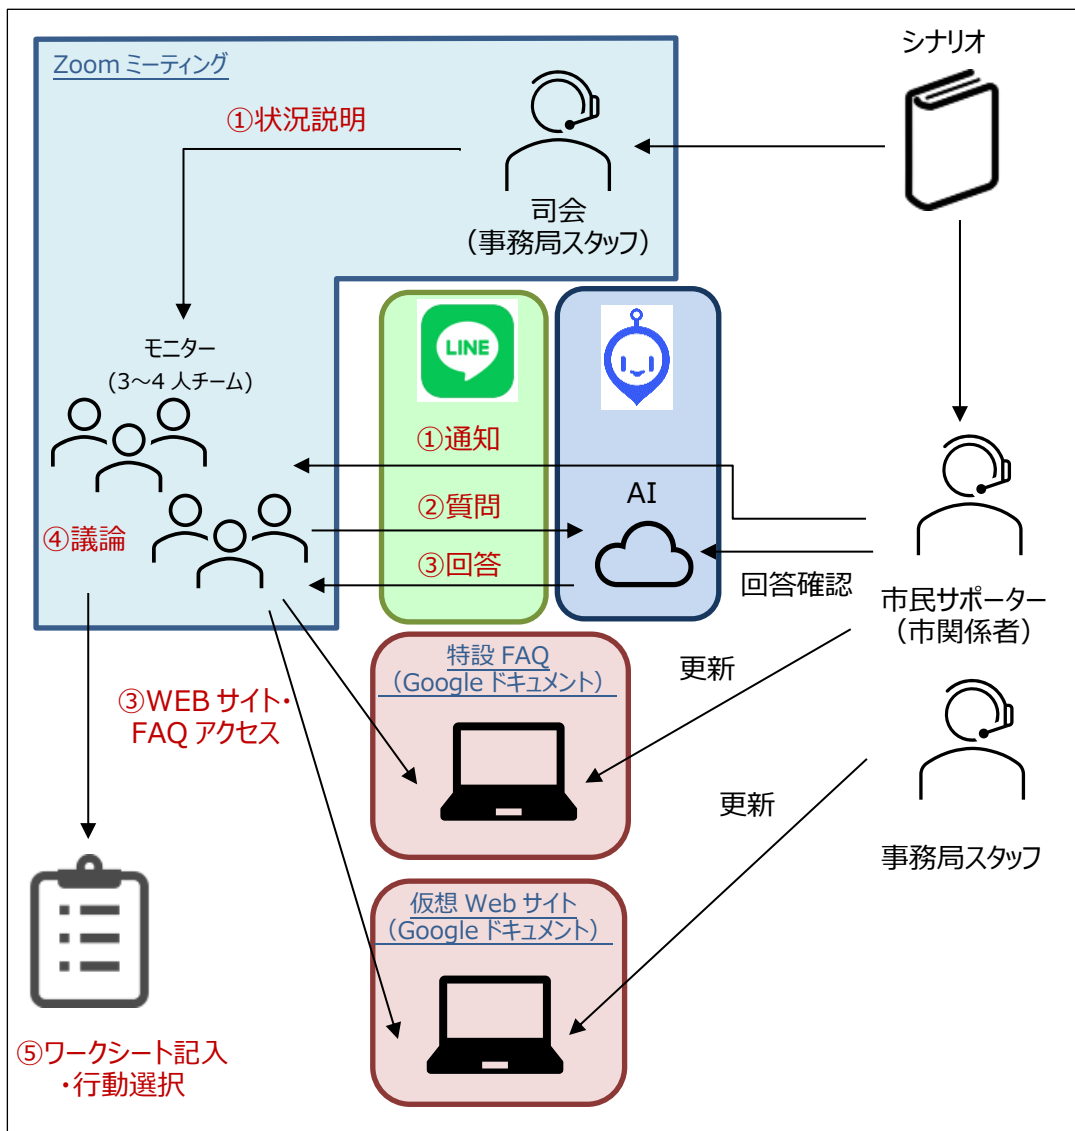 Zoom ミーティング
シナリオ
①状況説明
司会
（事務局スタッフ）
モニター
(3～4 人チーム)
LINE
①通知
AI
②質問
④議論
③回答
回答確認
市民サポーター
（市関係者）
特設 FAQ
（Google ドキュメント）
更新
③WEB サイト・
FAQ アクセス
更新
事務局スタッフ
仮想 Web サイト
（Google ドキュメント）
⑤ワークシート記入
・行動選択